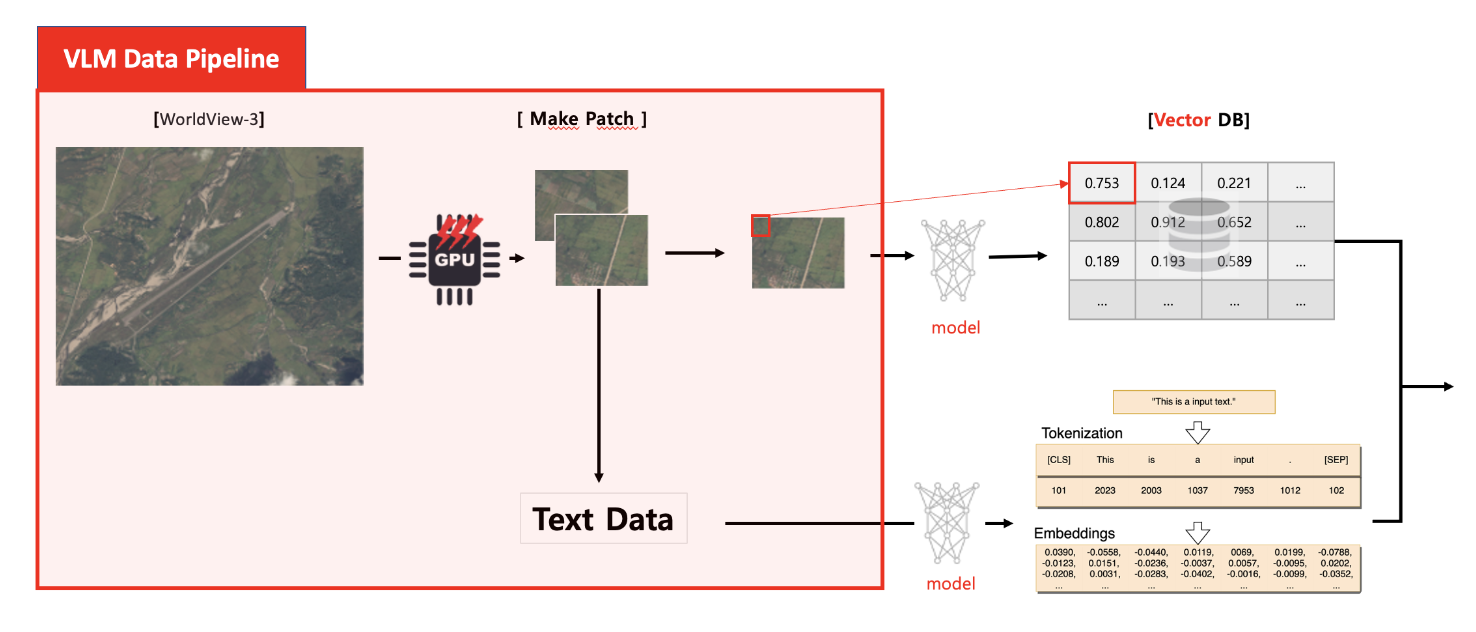 VLM Data Pipeline
[WorldView-3]
[ Make Patch ]
[Vector DB]
GPU
0.753 0.124 0.221 ...
0.802 0.912 0.652 ...
0.189 0.193 0.589 ...
... ... ... ...
model
"This is a input text."
Tokenization
[CLS] This is a input . [SEP]
101 2023 2003 1037 7953 1012 102
Text Data
model
Embeddings
0.0390, -0.0558, -0.0440, 0.0119, 0069, 0.0199, -0.0788,
-0.0123, 0.0151, -0.0236, -0.0037, 0.0057, -0.0095, 0.0202,
-0.0208, 0.0031, -0.0283, -0.0402, -0.0016, -0.0099, -0.0352,
... ... ... ... ... ... ...